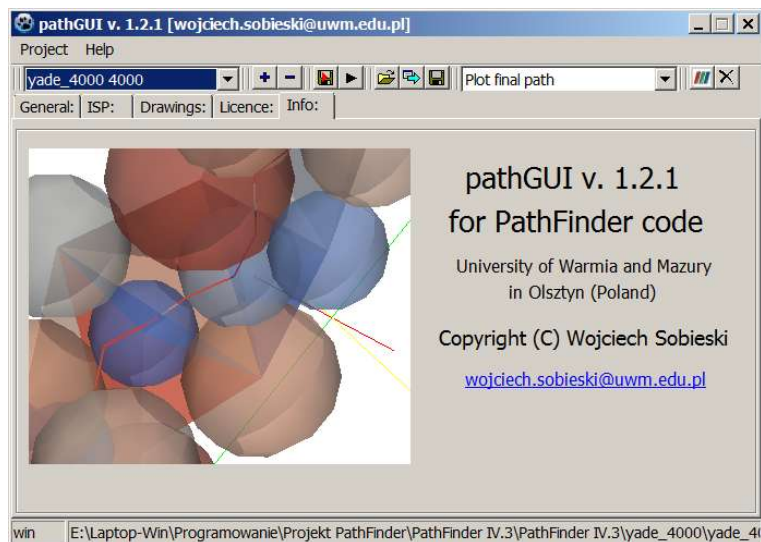 pathGUI v. 1.2.1 [wojciech.sobieski@uwm.edu.pl]
Project Help
yade_4000 4000 Plot final path
General: ISP: Drawings: Licence: Info:
pathGUI v. 1.2.1
for PathFinder code
University of Warmia and Mazury
in Olsztyn (Poland)
Copyright (C) Wojciech Sobieski
wojciech.sobieski@uwm.edu.pl
win E:\Laptop-Win\Programowanie\Projekt PathFinder\PathFinder IV.3\PathFinder IV.3\yade_4000\yade_40